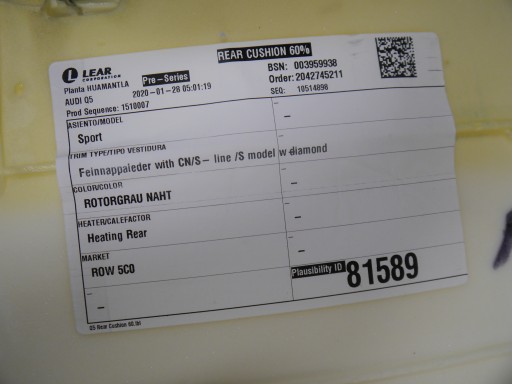 REAR CUSHION 60%
LEAR
CORPORATION
Planta HUAMANTLA
Pre-Series
BSN: 003959938
AUDI Q5
2020-01-28 05:01:19
Order: 2042745211
Prod Sequence: 1510007
SEQ: 10514898
ASIENTO/MODEL
Sport
TRIM TYPE/TIPO VESTIDURA
Feinnappaleder with CN/S- line /S model w diamond
COLOR/COLOR
ROTORGRAU NAHT
HEATER/CALEFACTOR
Heating Rear
MARKET
ROW 5C0
Plausibility ID 81589